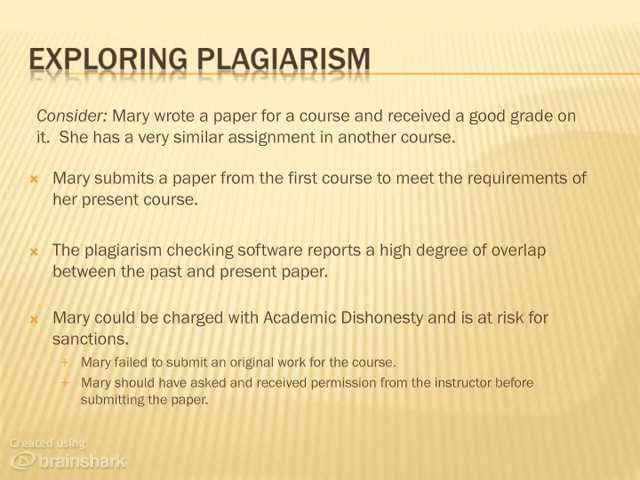 EXPLORING PLAGIARISM
Consider: Mary wrote a paper for a course and received a good grade on
it. She has a very similar assignment in another course.
Mary submits a paper from the first course to meet the requirements of
her present course.
The plagiarism checking software reports a high degree of overlap
between the past and present paper.
Mary could be charged with Academic Dishonesty and is at risk for
sanctions.
Mary failed to submit an original work for the course.
Mary should have asked and received permission from the instructor before
submitting the paper.
Created using
brainshark